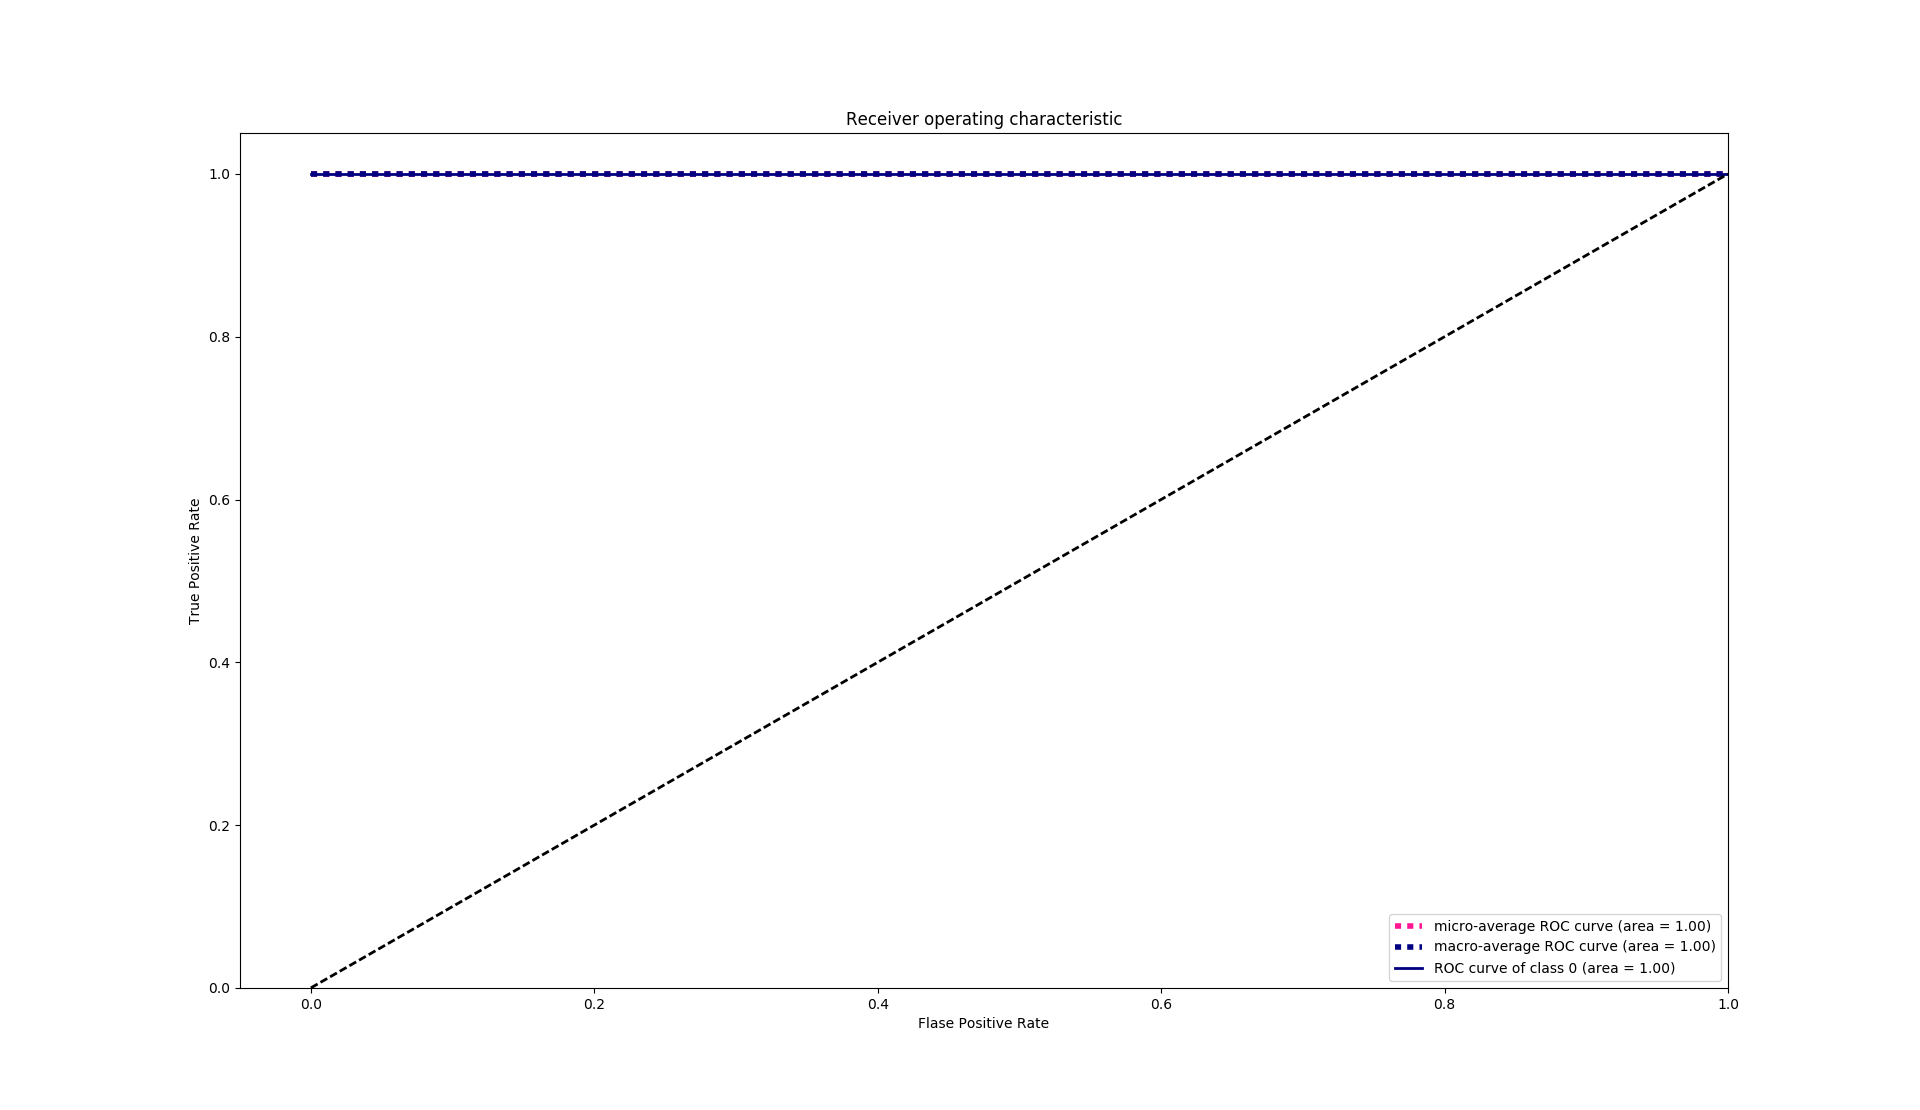 Receiver operating characteristic
1.0
0.8
0.6
0.4
0.2
0.0
True Positive Rate
0.0 0.2 0.4 0.6 0.8 1.0
Flase Positive Rate
micro-average ROC curve (area = 1.00)
macro-average ROC curve (area = 1.00)
ROC curve of class 0 (area = 1.00)